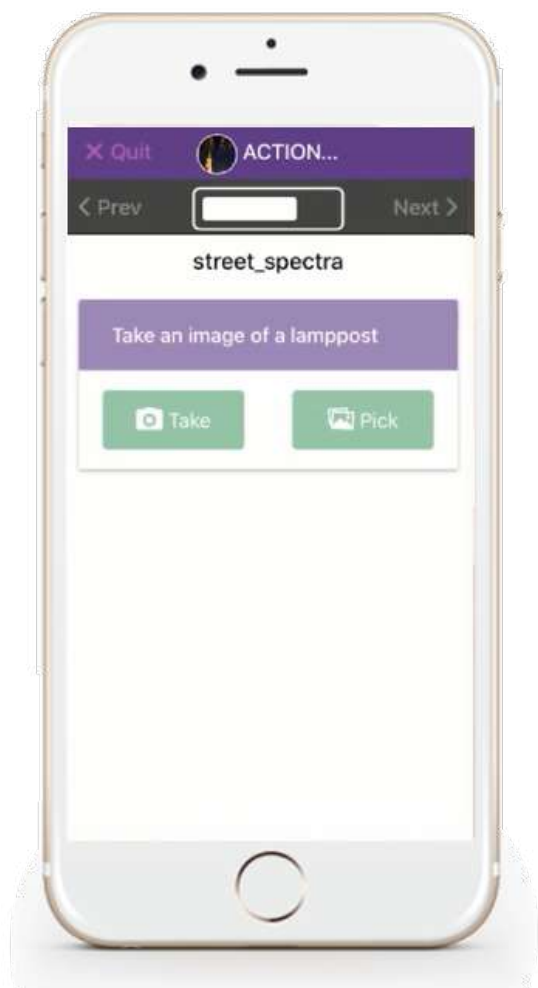 ✕ Quit ACTION...
< Prev Next >
street_spectra
Take an image of a lamppost
Take Pick